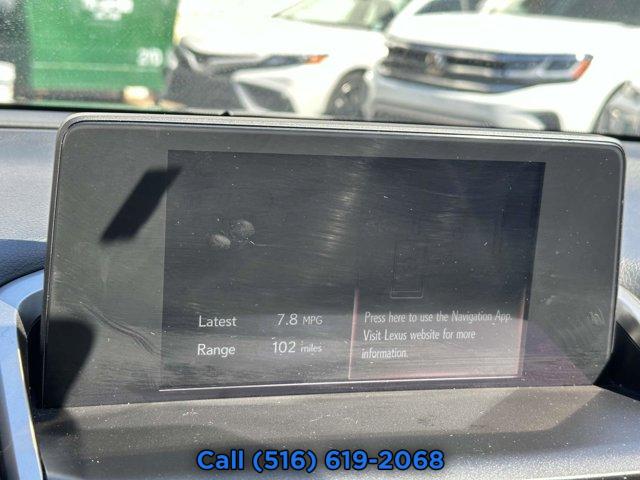 Latest 7.8 MPG
Range 102 miles
Press here to use the Navigation App.
Visit Lexus website for more
information.
Call (516) 619-2068